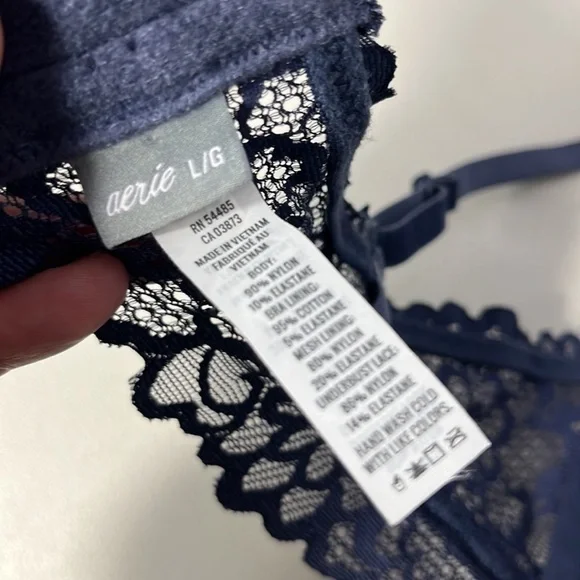 aerie L/G
RN 54485
CA 03873
MADE IN VIETNAM
FABRIQUÉ AU
VIETNAM
BODY:
90% NYLON
10% ELASTANE
BRA LINING:
95% COTTON
5% ELASTANE
MESH LINING:
80% NYLON
20% ELASTANE
UNDERBUST LACE:
86% NYLON
14% ELASTANE
HAND WASH COLD
WITH LIKE COLORS.